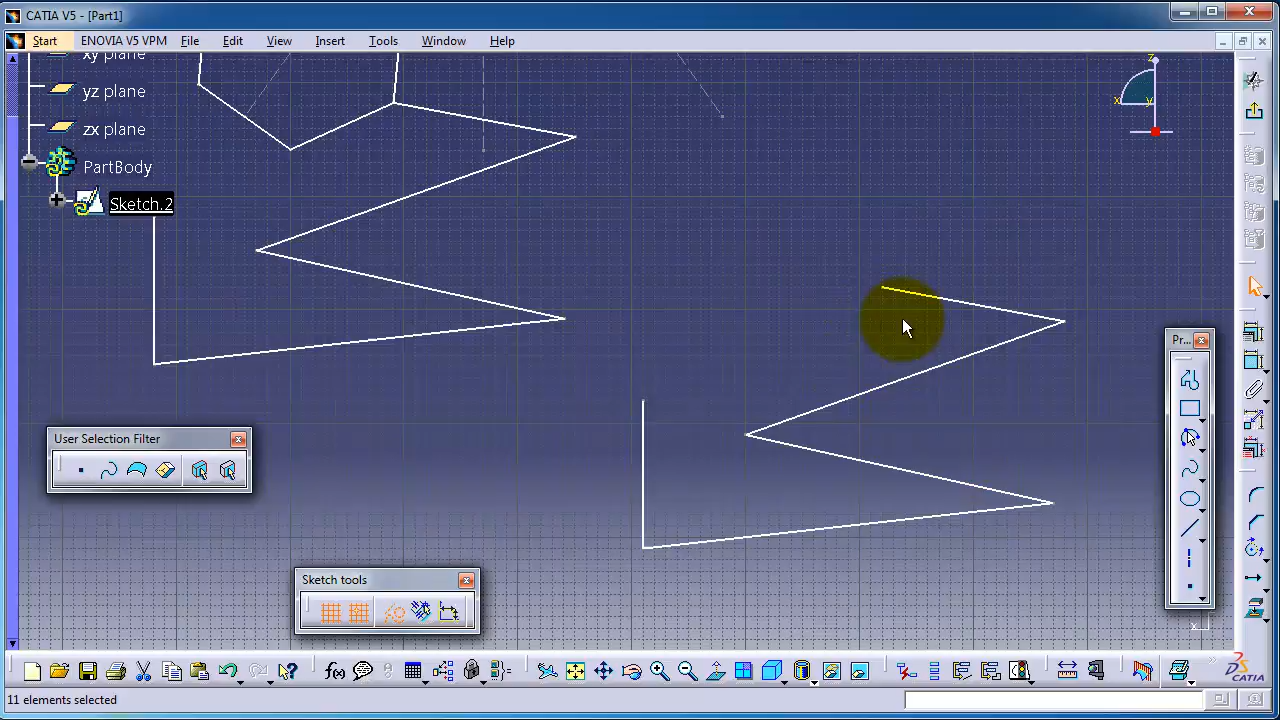 CATIA V5 - [Part1]
Start ENOVIA V5 VPM File Edit View Insert Tools Window Help
xy plane
yz plane
zx plane
PartBody
Sketch.2
z
x
y
Pr...
User Selection Filter
Sketch tools
x
f(x)
CATIA
11 elements selected